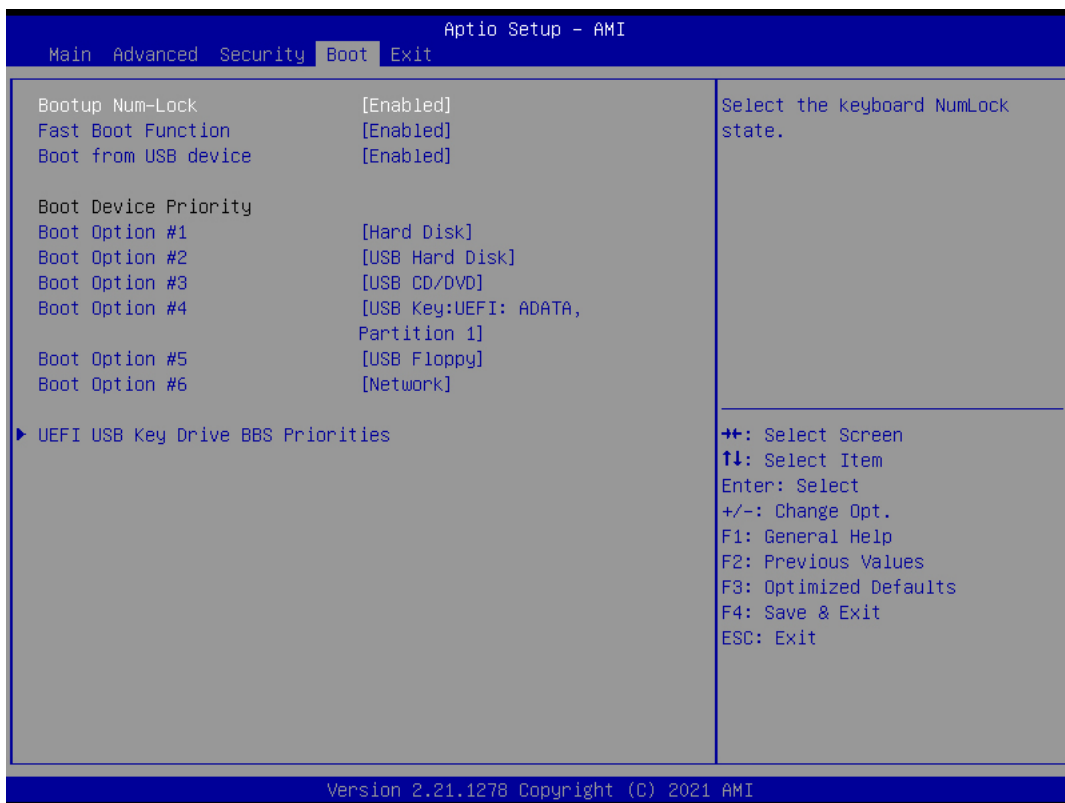 Aptio Setup – AMI
Main Advanced Security Boot Exit
Bootup Num-Lock [Enabled]
Fast Boot Function [Enabled]
Boot from USB device [Enabled]
Boot Device Priority
Boot Option #1 [Hard Disk]
Boot Option #2 [USB Hard Disk]
Boot Option #3 [USB CD/DVD]
Boot Option #4 [USB Key:UEFI: ADATA,
Partition 1]
Boot Option #5 [USB Floppy]
Boot Option #6 [Network]
▶ UEFI USB Key Drive BBS Priorities
Select the keyboard NumLock
state.
→←: Select Screen
↑↓: Select Item
Enter: Select
+/-: Change Opt.
F1: General Help
F2: Previous Values
F3: Optimized Defaults
F4: Save & Exit
ESC: Exit
Version 2.21.1278 Copyright (C) 2021 AMI